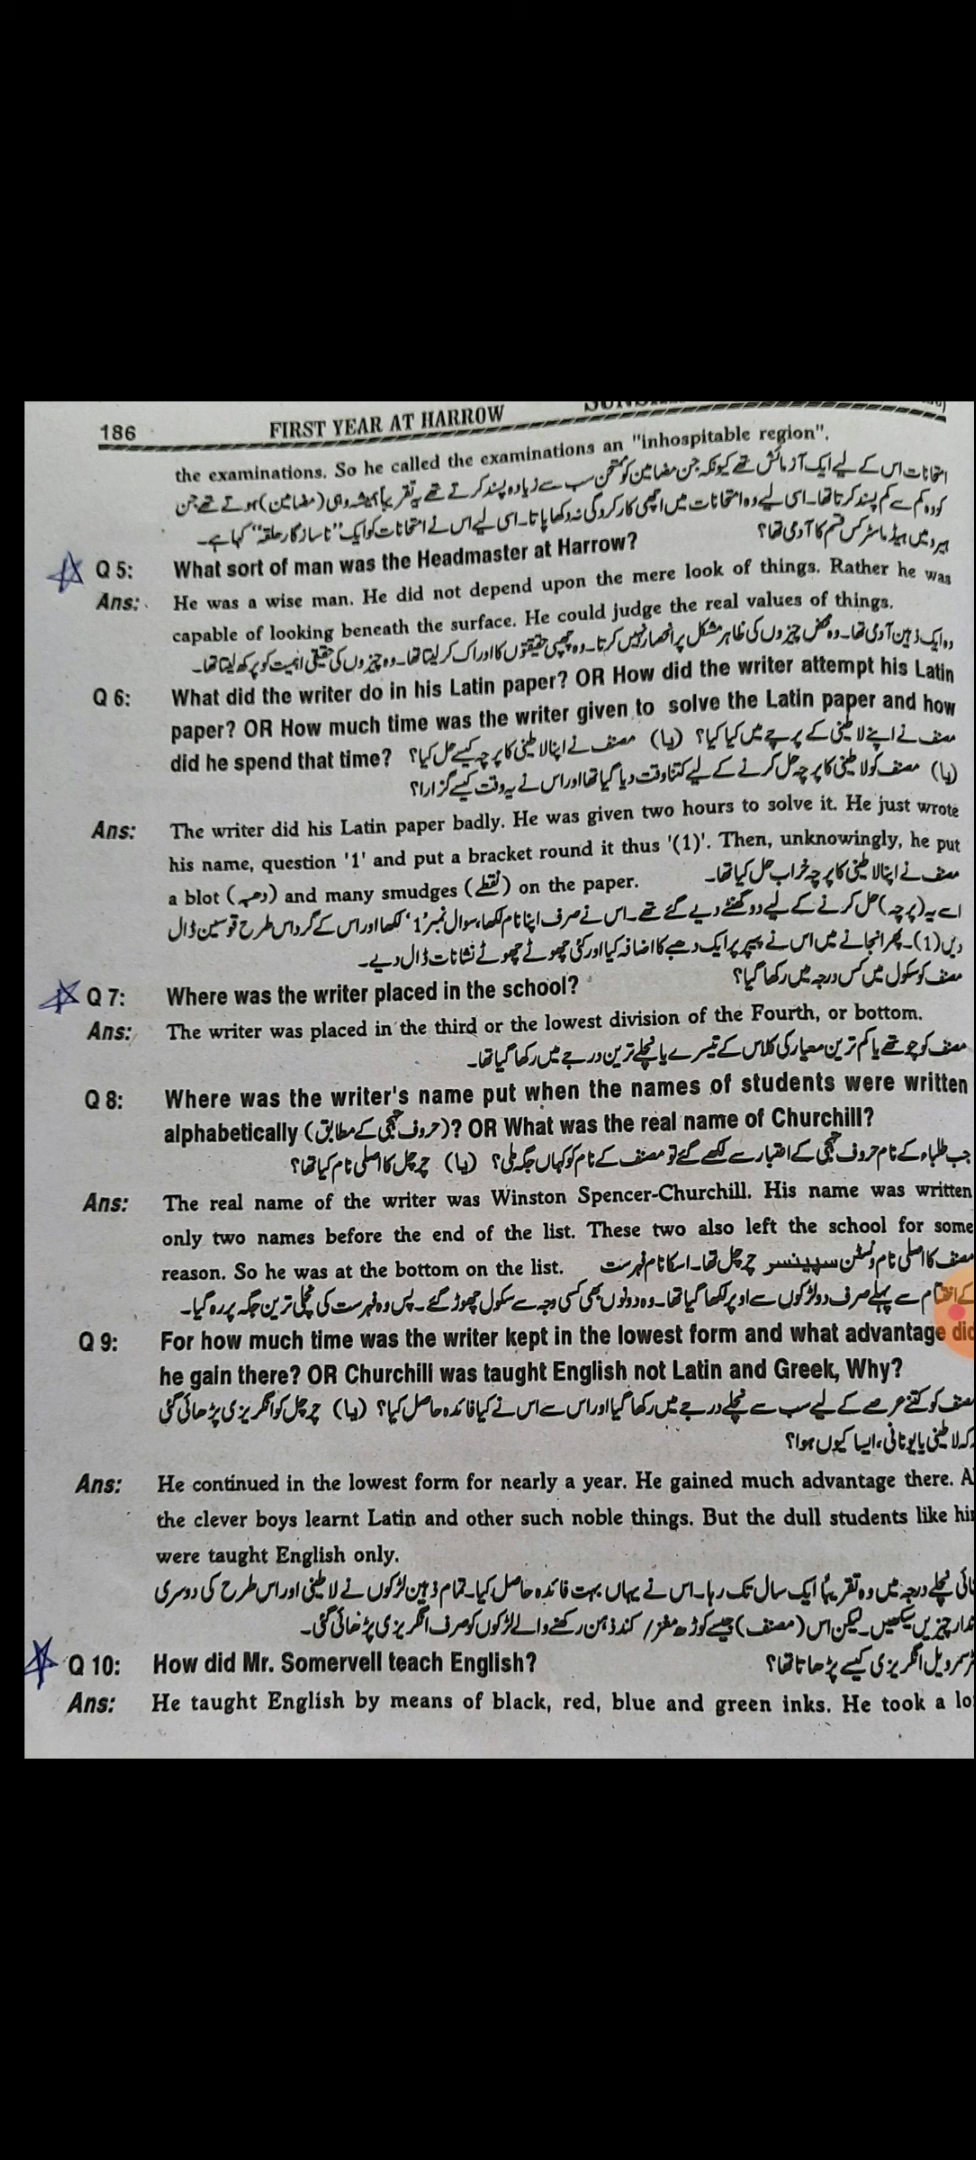 186 FIRST YEAR AT HARROW
the examinations. So he called the examinations an "inhospitable region".
امتحانات اس کے لیے ایک آزمائش تھے کیونکہ جن مضامین کو ممتحن سب سے زیادہ پسند کرتے تھے یہ تقریباً ہمیشہ وہی (مضامین) ہوتے تھے جن
کو وہ کم سے کم پسند کرتا تھا۔ اسی لیے وہ امتحانات میں اچھی کارکردگی نہ دکھا پاتا۔ اسی لیے اس نے امتحانات کو ایک "ناسازگار حلقہ" کہا ہے۔
Q 5: What sort of man was the Headmaster at Harrow? ہیرو میں ہیڈ ماسٹر کس قسم کا آدمی تھا؟
Ans: He was a wise man. He did not depend upon the mere look of things. Rather he was
capable of looking beneath the surface. He could judge the real values of things.
وہ ایک ذہین آدمی تھا۔ وہ محض چیزوں کی ظاہر مشکل پر انحصار نہیں کرتا۔ وہ چھپی حقیقتوں کا ادراک کر لیتا تھا۔ وہ چیزوں کی حقیقی اہمیت کو پرکھ لیتا تھا۔
Q 6: What did the writer do in his Latin paper? OR How did the writer attempt his Latin
paper? OR How much time was the writer given to solve the Latin paper and how
did he spend that time? مصنف نے اپنے لاطینی کے پرچے میں کیا کیا؟ (یا) مصنف نے اپنا لاطینی کا پرچہ کیسے حل کیا؟
(یا) مصنف کو لاطینی کا پرچہ حل کرنے کے لیے کتنا وقت دیا گیا تھا اور اس نے یہ وقت کیسے گزارا؟
Ans: The writer did his Latin paper badly. He was given two hours to solve it. He just wrote
his name, question '1' and put a bracket round it thus '(1)'. Then, unknowingly, he put
a blot (دھبہ) and many smudges (نقطے) on the paper. مصنف نے اپنا لاطینی کا پرچہ خراب حل کیا تھا۔
اسے یہ (پرچہ) حل کرنے کے لیے دو گھنٹے دیے گئے تھے۔ اس نے صرف اپنا نام لکھا، سوال نمبر '1' لکھا اور اس کے گرد اس طرح قوسین ڈال
دیں (1)۔ پھر انجانے میں اس نے پیپر پر ایک دھبے کا اضافہ کیا اور کئی چھوٹے چھوٹے نشانات ڈال دیے۔
Q 7: Where was the writer placed in the school? مصنف کو سکول میں کس درجہ میں رکھا گیا؟
Ans: The writer was placed in the third or the lowest division of the Fourth, or bottom.
مصنف کو چوتھے یا کم ترین معیار کی کلاس کے تیسرے یا نچلے ترین درجے میں رکھا گیا تھا۔
Q 8: Where was the writer's name put when the names of students were written
alphabetically (حروف تہجی کے مطابق)? OR What was the real name of Churchill?
جب طلباء کے نام حروف تہجی کے اعتبار سے لکھے گئے تو مصنف کے نام کو کہاں جگہ ملی؟ (یا) چرچل کا اصلی نام کیا تھا؟
Ans: The real name of the writer was Winston Spencer-Churchill. His name was written
only two names before the end of the list. These two also left the school for some
reason. So he was at the bottom on the list. مصنف کا اصلی نام ونسٹن سپینسر چرچل تھا۔ اسکا نام فہرست
سے پہلے صرف دو لڑکوں سے اوپر لکھا گیا تھا۔ وہ دونوں بھی کسی وجہ سے سکول چھوڑ گئے۔ پس وہ فہرست کی نچلی ترین جگہ پر رہ گیا۔
Q 9: For how much time was the writer kept in the lowest form and what advantage did
he gain there? OR Churchill was taught English not Latin and Greek, Why?
کو کتنے عرصے کے لیے سب سے نچلے درجے میں رکھا گیا اور اس سے اس نے کیا فائدہ حاصل کیا؟ (یا) چرچل کو انگریزی پڑھائی گئی
لاطینی یا یونانی، ایسا کیوں ہوا؟
Ans: He continued in the lowest form for nearly a year. He gained much advantage there.
the clever boys learnt Latin and other such noble things. But the dull students like
were taught English only.
نچلے درجہ میں وہ تقریباً ایک سال تک رہا۔ اس نے یہاں بہت فائدہ حاصل کیا۔ تمام ذہین لڑکوں نے لاطینی اور اس طرح کی دوسری
چیزیں سیکھیں۔ لیکن اس (مصنف) جیسے کوڑھ مغز / کند ذہن رکھنے والے لڑکوں کو صرف انگریزی پڑھائی گئی۔
Q 10: How did Mr. Somervell teach English? سمرویل انگریزی کیسے پڑھاتا تھا؟
Ans: He taught English by means of black, red, blue and green inks. He took a